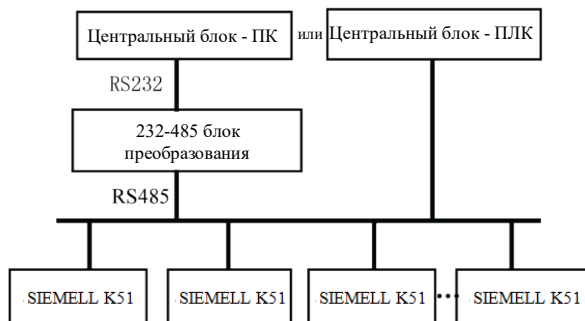 Центральный блок - ПК или Центральный блок - ПЛК
RS232
232-485 блок
преобразования
RS485
SIEMELL K51 SIEMELL K51 SIEMELL K51 ... SIEMELL K51